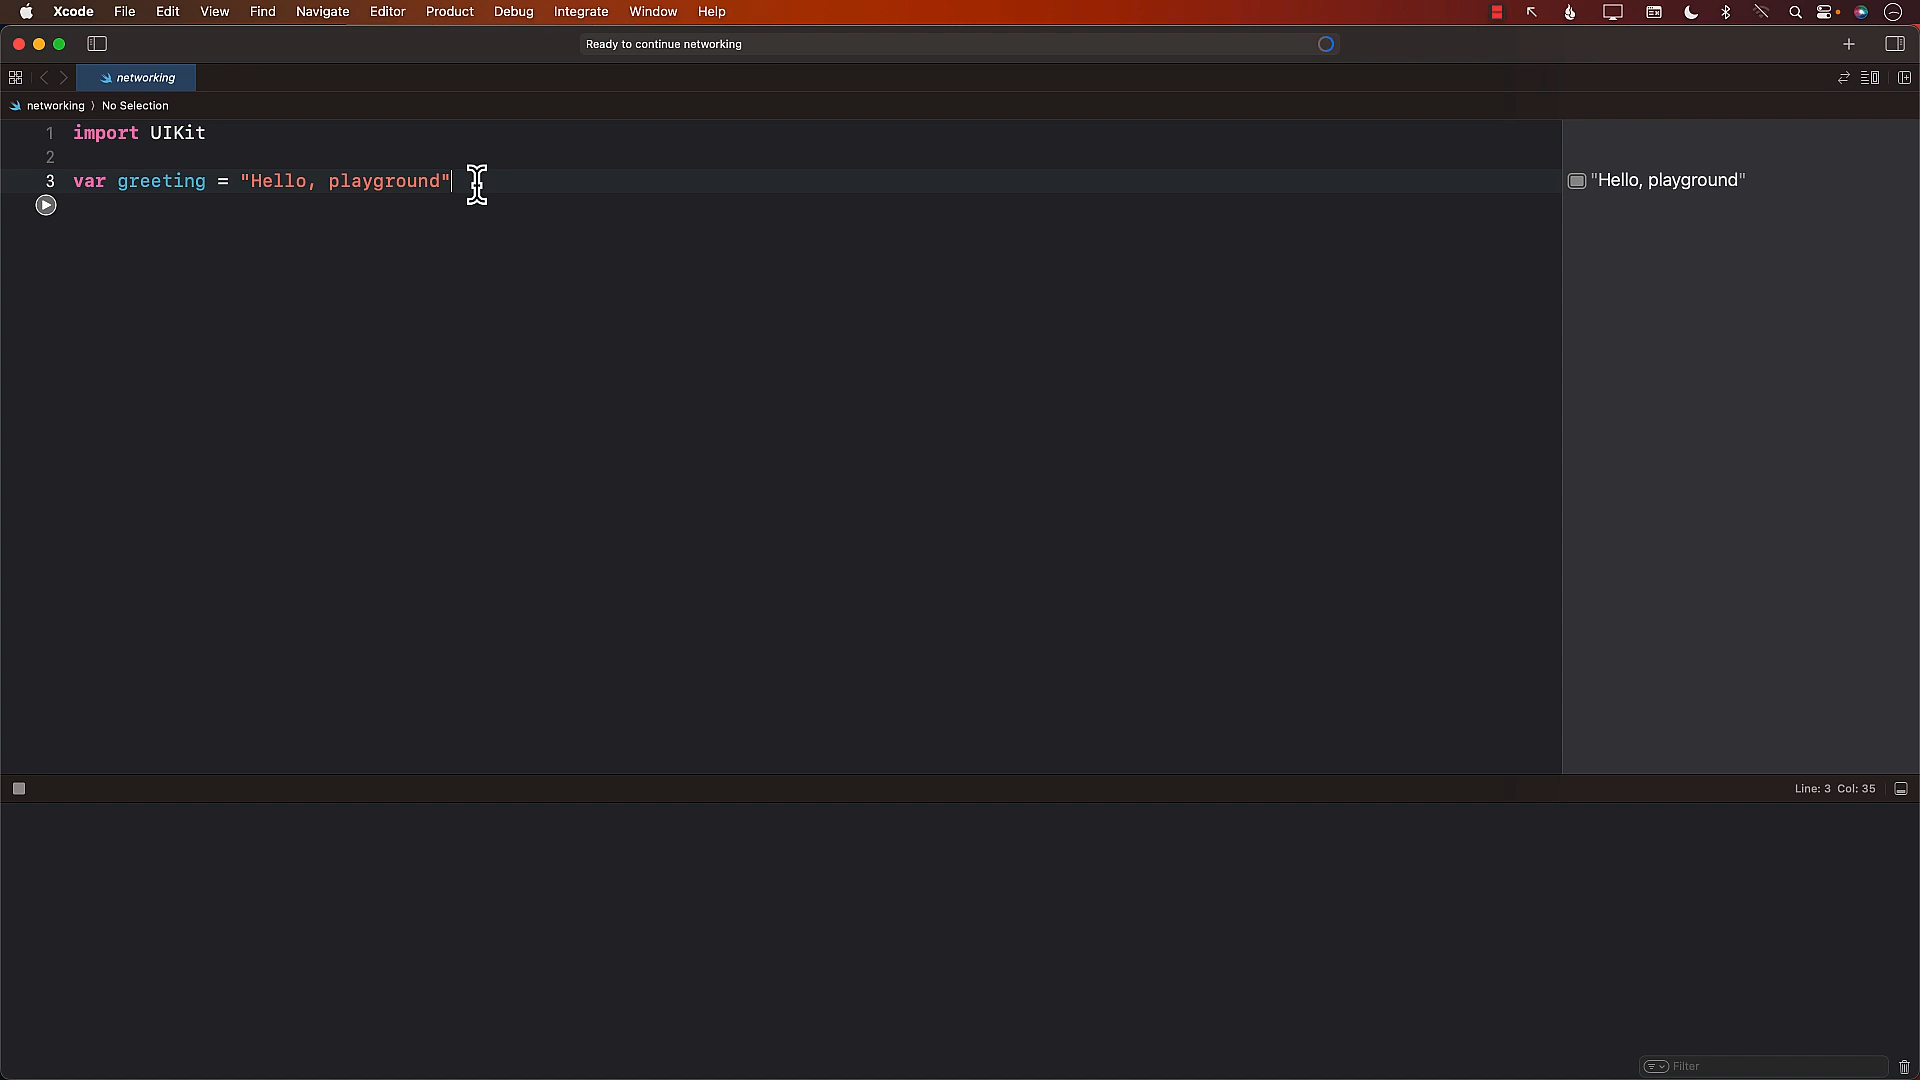 Xcode File Edit View Find Navigate Editor Product Debug Integrate Window Help
Ready to continue networking
networking
networking 〉 No Selection
1 import UIKit
2
3 var greeting = "Hello, playground"
"Hello, playground"
Line: 3 Col: 35
Filter